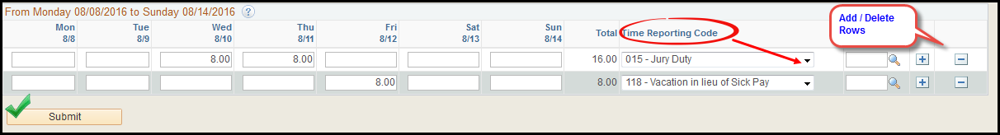 From Monday 08/08/2016 to Sunday 08/14/2016 ?
Add / Delete
Rows
Mon Tue Wed Thu Fri Sat Sun
8/8 8/9 8/10 8/11 8/12 8/13 8/14 Total Time Reporting Code
8.00 8.00 16.00 015 - Jury Duty
8.00 8.00 118 - Vacation in lieu of Sick Pay
Submit